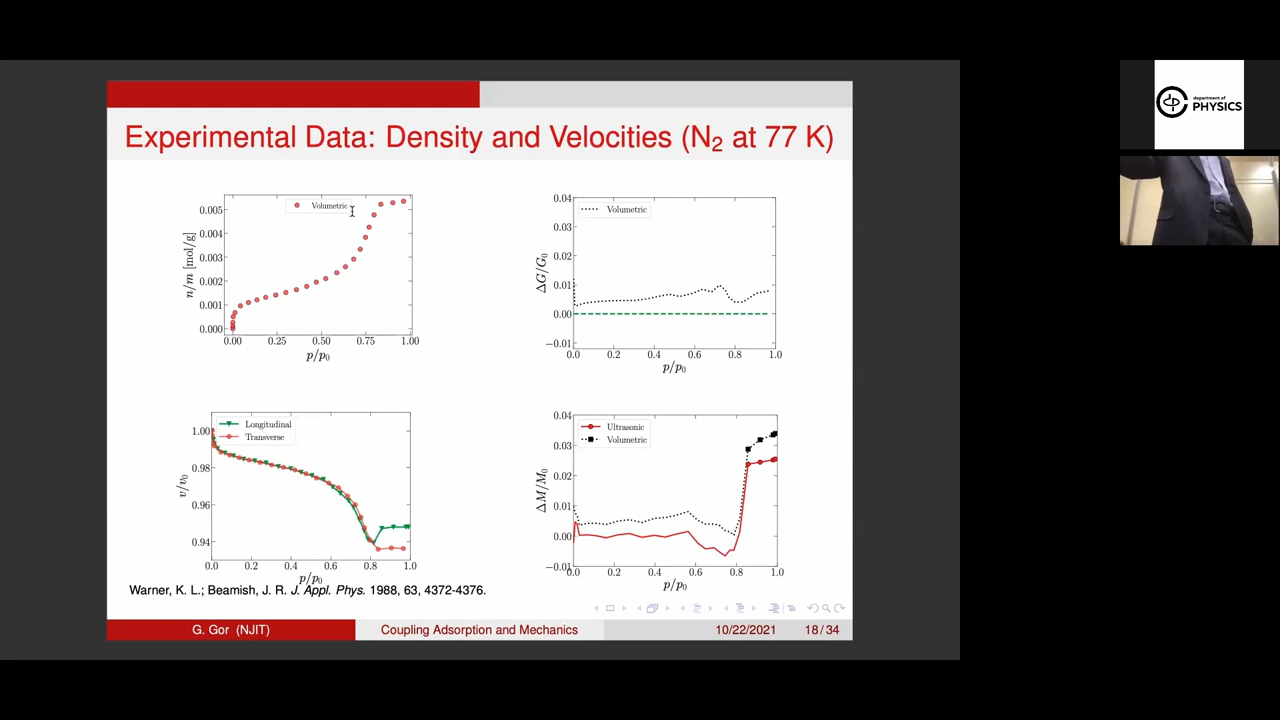 Experimental Data: Density and Velocities (N₂ at 77 K)
Volumetric
0.005
0.004
0.003
0.002
0.001
0.000
n/m [mol/g]
0.00 0.25 0.50 0.75 1.00
p/p₀
Volumetric
0.04
0.03
0.02
0.01
0.00
−0.01
ΔG/G₀
0.0 0.2 0.4 0.6 0.8 1.0
p/p₀
Longitudinal
Transverse
1.00
0.98
0.96
0.94
v/v₀
0.0 0.2 0.4 0.6 0.8 1.0
p/p₀
Ultrasonic
Volumetric
0.04
0.03
0.02
0.01
0.00
−0.01
ΔM/M₀
0.0 0.2 0.4 0.6 0.8 1.0
p/p₀
Warner, K. L.; Beamish, J. R. J. Appl. Phys. 1988, 63, 4372-4376.
G. Gor (NJIT) Coupling Adsorption and Mechanics 10/22/2021 18 / 34
department of
PHYSICS